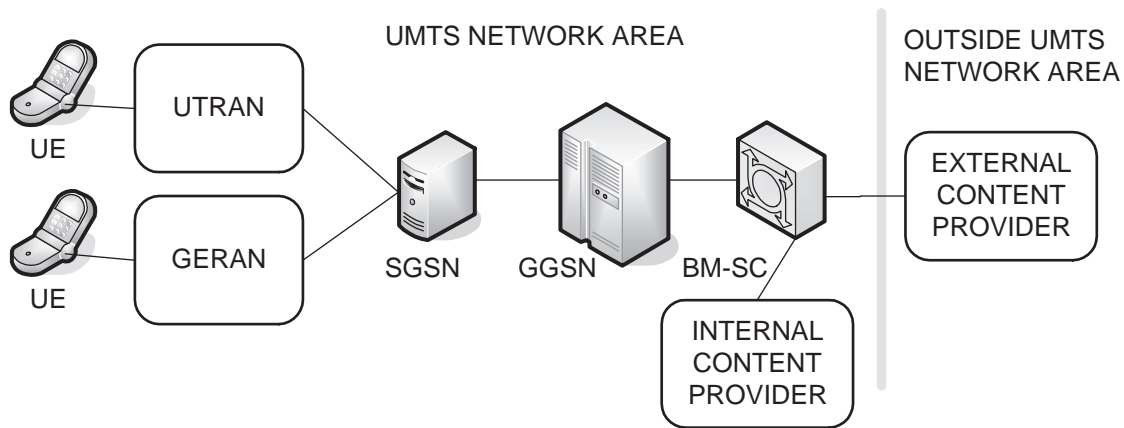 UMTS NETWORK AREA
OUTSIDE UMTS
NETWORK AREA
UE
UTRAN
UE
GERAN
SGSN
GGSN
BM-SC
INTERNAL
CONTENT
PROVIDER
EXTERNAL
CONTENT
PROVIDER